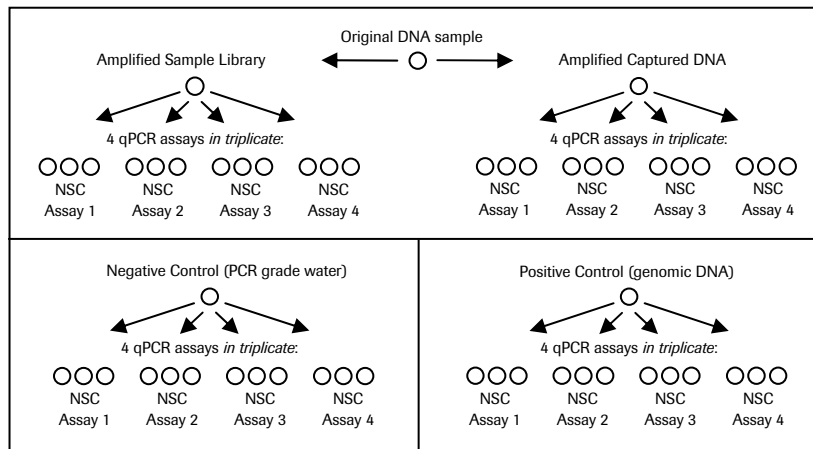 Original DNA sample
Amplified Sample Library
Amplified Captured DNA
4 qPCR assays in triplicate:
NSC Assay 1
NSC Assay 2
NSC Assay 3
NSC Assay 4
4 qPCR assays in triplicate:
NSC Assay 1
NSC Assay 2
NSC Assay 3
NSC Assay 4
Negative Control (PCR grade water)
4 qPCR assays in triplicate:
NSC Assay 1
NSC Assay 2
NSC Assay 3
NSC Assay 4
Positive Control (genomic DNA)
4 qPCR assays in triplicate:
NSC Assay 1
NSC Assay 2
NSC Assay 3
NSC Assay 4